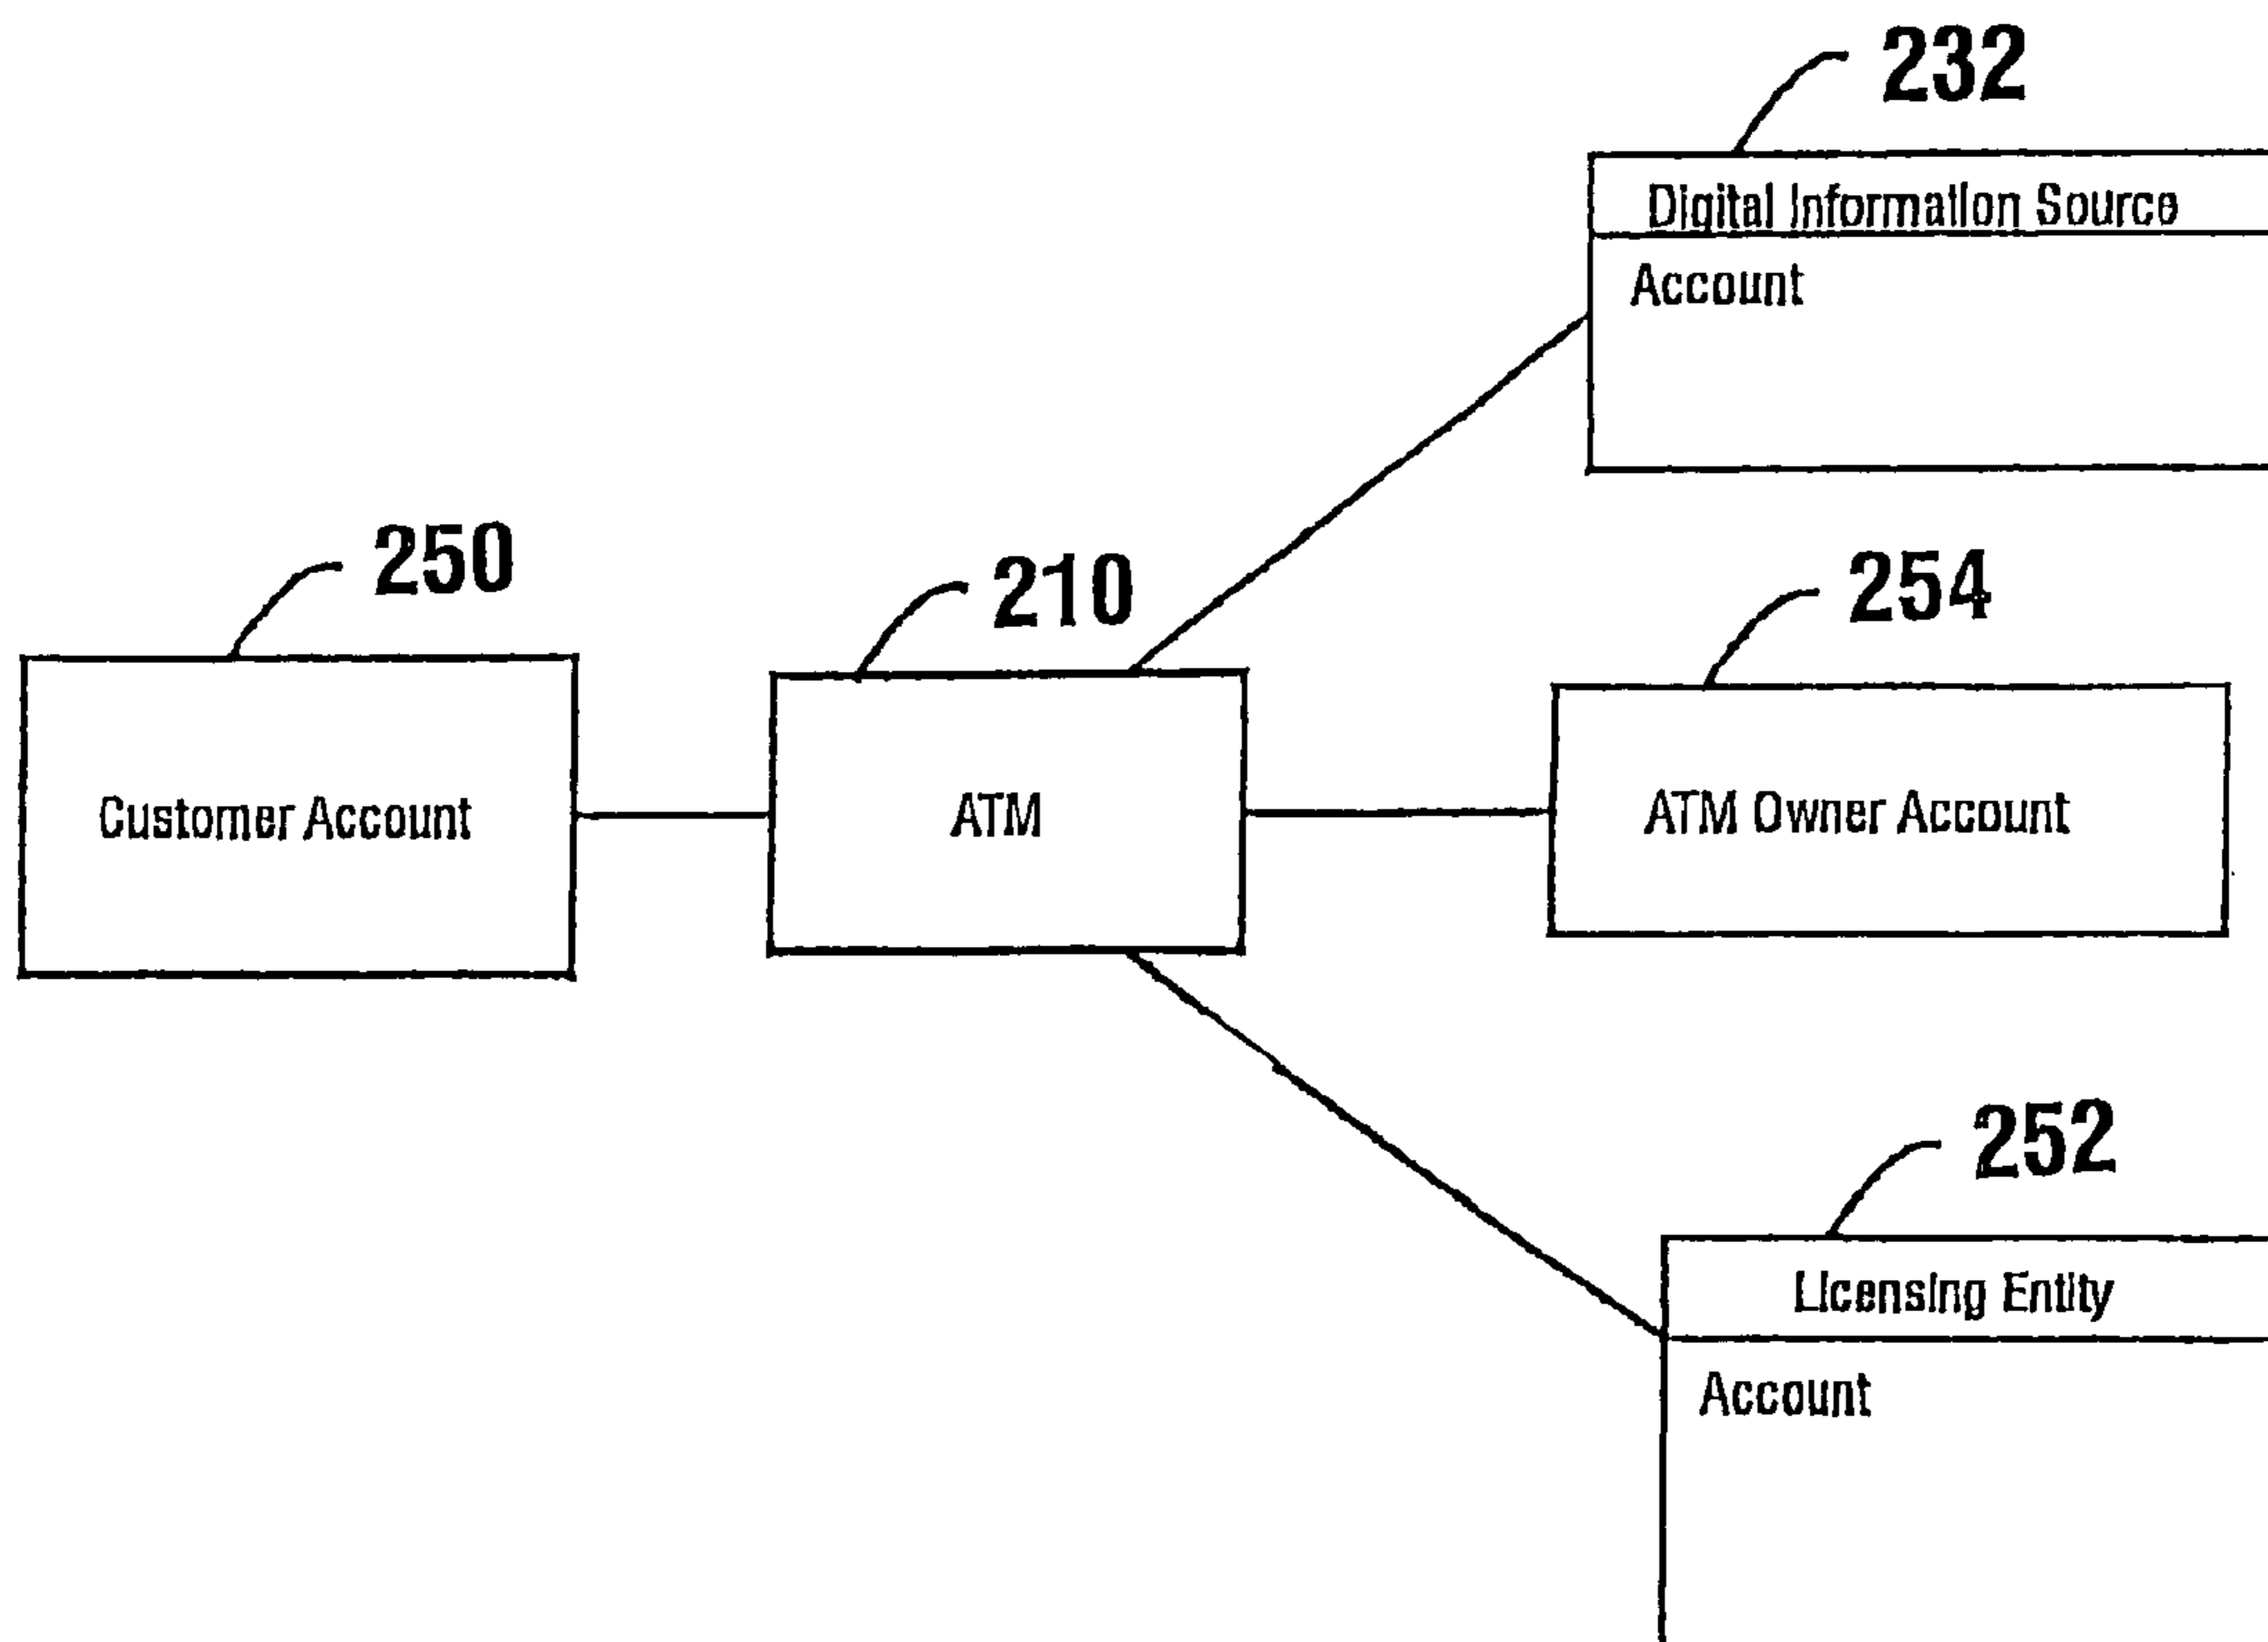 232
Digital Information Source
Account
250
210
254
Customer Account
ATM
ATM Owner Account
252
Licensing Entity
Account